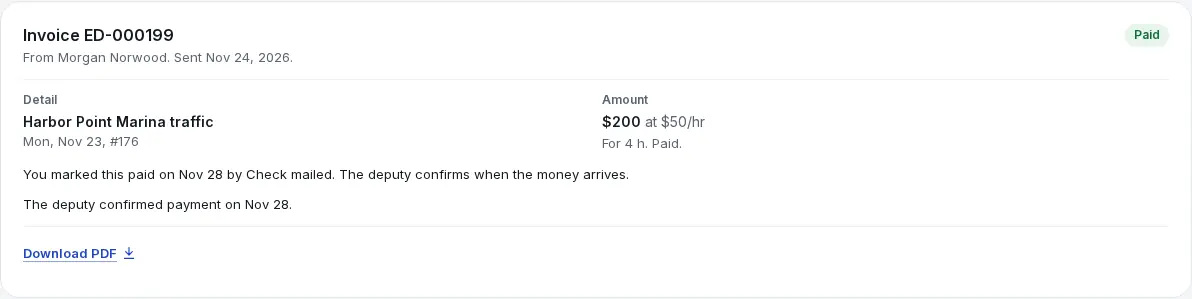 Invoice ED-000199
Paid
From Morgan Norwood. Sent Nov 24, 2026.
Detail
Harbor Point Marina traffic
Mon, Nov 23, #176
Amount
$200 at $50/hr
For 4 h. Paid.
You marked this paid on Nov 28 by Check mailed. The deputy confirms when the money arrives.
The deputy confirmed payment on Nov 28.
Download PDF